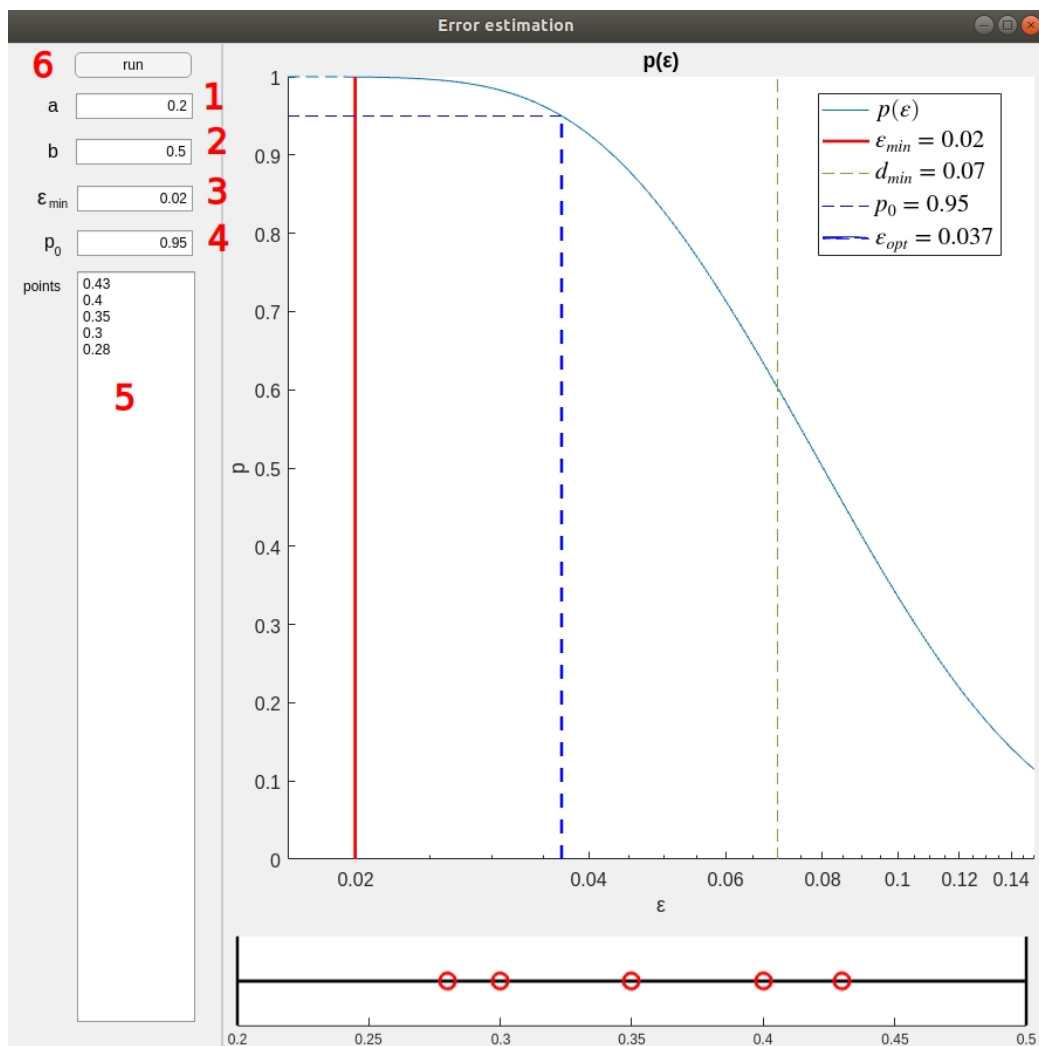 Error estimation
6 run
a 0.2 1
b 0.5 2
εmin 0.02 3
p0 0.95 4
points
0.43
0.4
0.35
0.3
0.28
5
p(ε)
p(ε)
εmin = 0.02
dmin = 0.07
p0 = 0.95
εopt = 0.037
1
0.9
0.8
0.7
0.6
0.5
0.4
0.3
0.2
0.1
0
p
0.02 0.04 0.06 0.08 0.1 0.12 0.14
ε
0.2 0.25 0.3 0.35 0.4 0.45 0.5